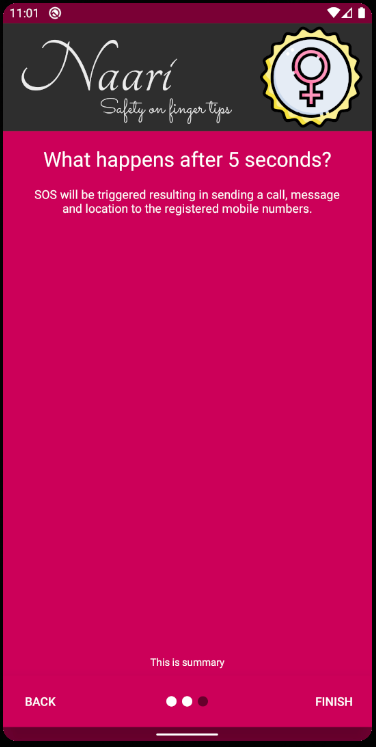 11:01
Naari
Safety on finger tips
What happens after 5 seconds?
SOS will be triggered resulting in sending a call, message
and location to the registered mobile numbers.
This is summary
BACK
FINISH